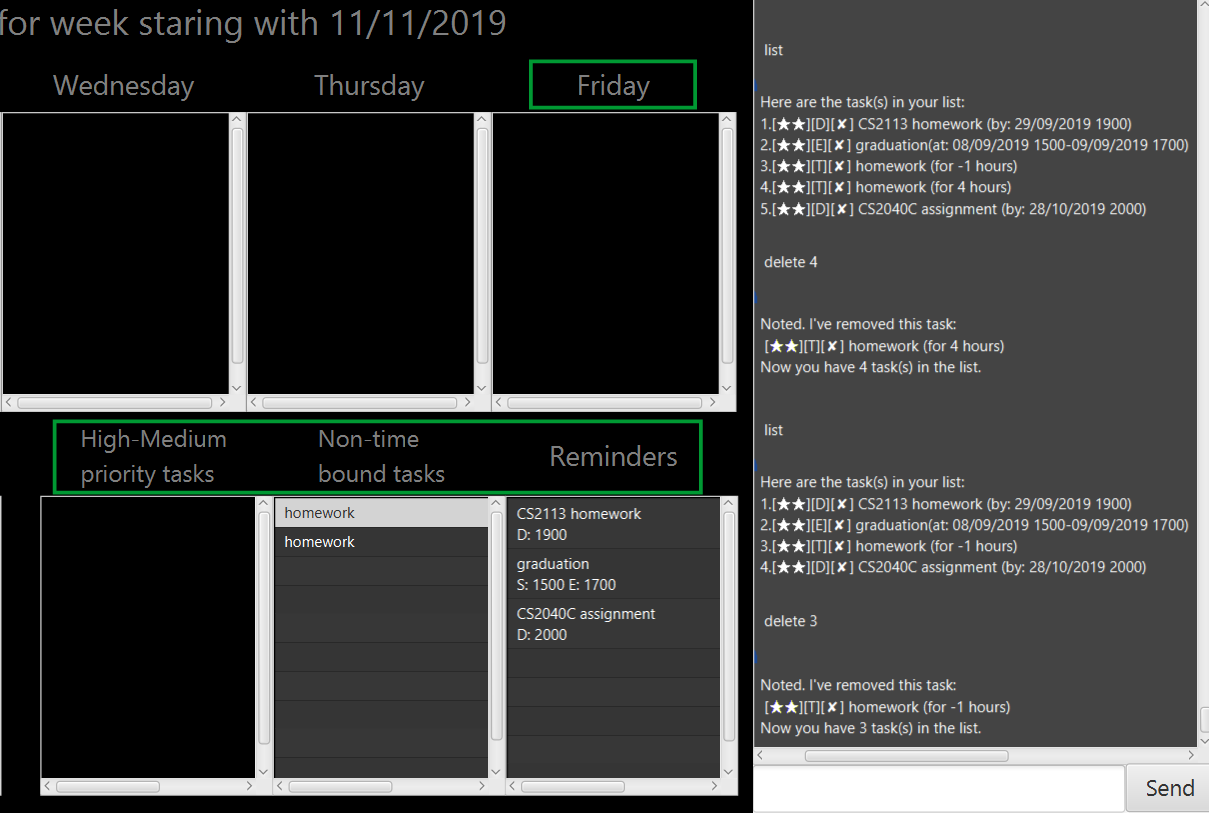 for week staring with 11/11/2019
Wednesday
Thursday
Friday
High-Medium
priority tasks
Non-time
bound tasks
Reminders
homework
homework
CS2113 homework
D: 1900
graduation
S: 1500 E: 1700
CS2040C assignment
D: 2000
list
Here are the task(s) in your list:
1.[★★][D][✘] CS2113 homework (by: 29/09/2019 1900)
2.[★★][E][✘] graduation(at: 08/09/2019 1500-09/09/2019 1700)
3.[★★][T][✘] homework (for -1 hours)
4.[★★][T][✘] homework (for 4 hours)
5.[★★][D][✘] CS2040C assignment (by: 28/10/2019 2000)
delete 4
Noted. I've removed this task:
[★★][T][✘] homework (for 4 hours)
Now you have 4 task(s) in the list.
list
Here are the task(s) in your list:
1.[★★][D][✘] CS2113 homework (by: 29/09/2019 1900)
2.[★★][E][✘] graduation(at: 08/09/2019 1500-09/09/2019 1700)
3.[★★][T][✘] homework (for -1 hours)
4.[★★][D][✘] CS2040C assignment (by: 28/10/2019 2000)
delete 3
Noted. I've removed this task:
[★★][T][✘] homework (for -1 hours)
Now you have 3 task(s) in the list.
Send